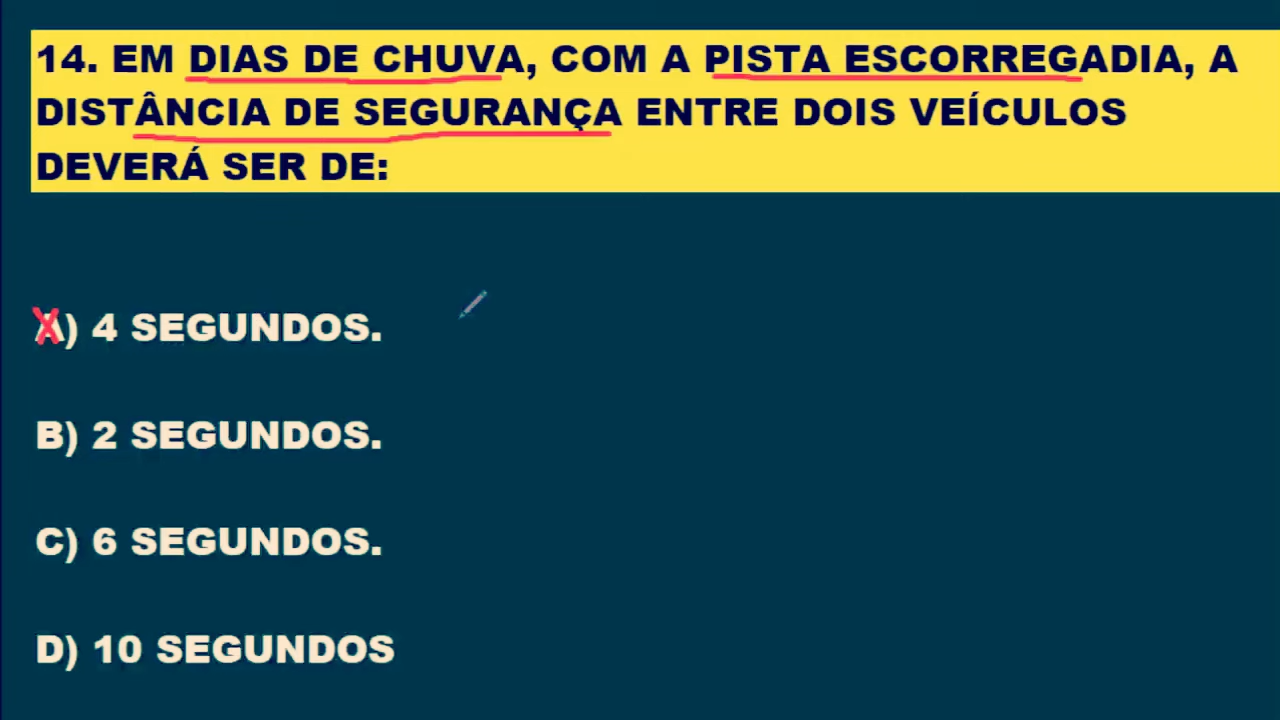 14. EM DIAS DE CHUVA, COM A PISTA ESCORREGADIA, A
DISTÂNCIA DE SEGURANÇA ENTRE DOIS VEÍCULOS
DEVERÁ SER DE:
A) 4 SEGUNDOS.
B) 2 SEGUNDOS.
C) 6 SEGUNDOS.
D) 10 SEGUNDOS